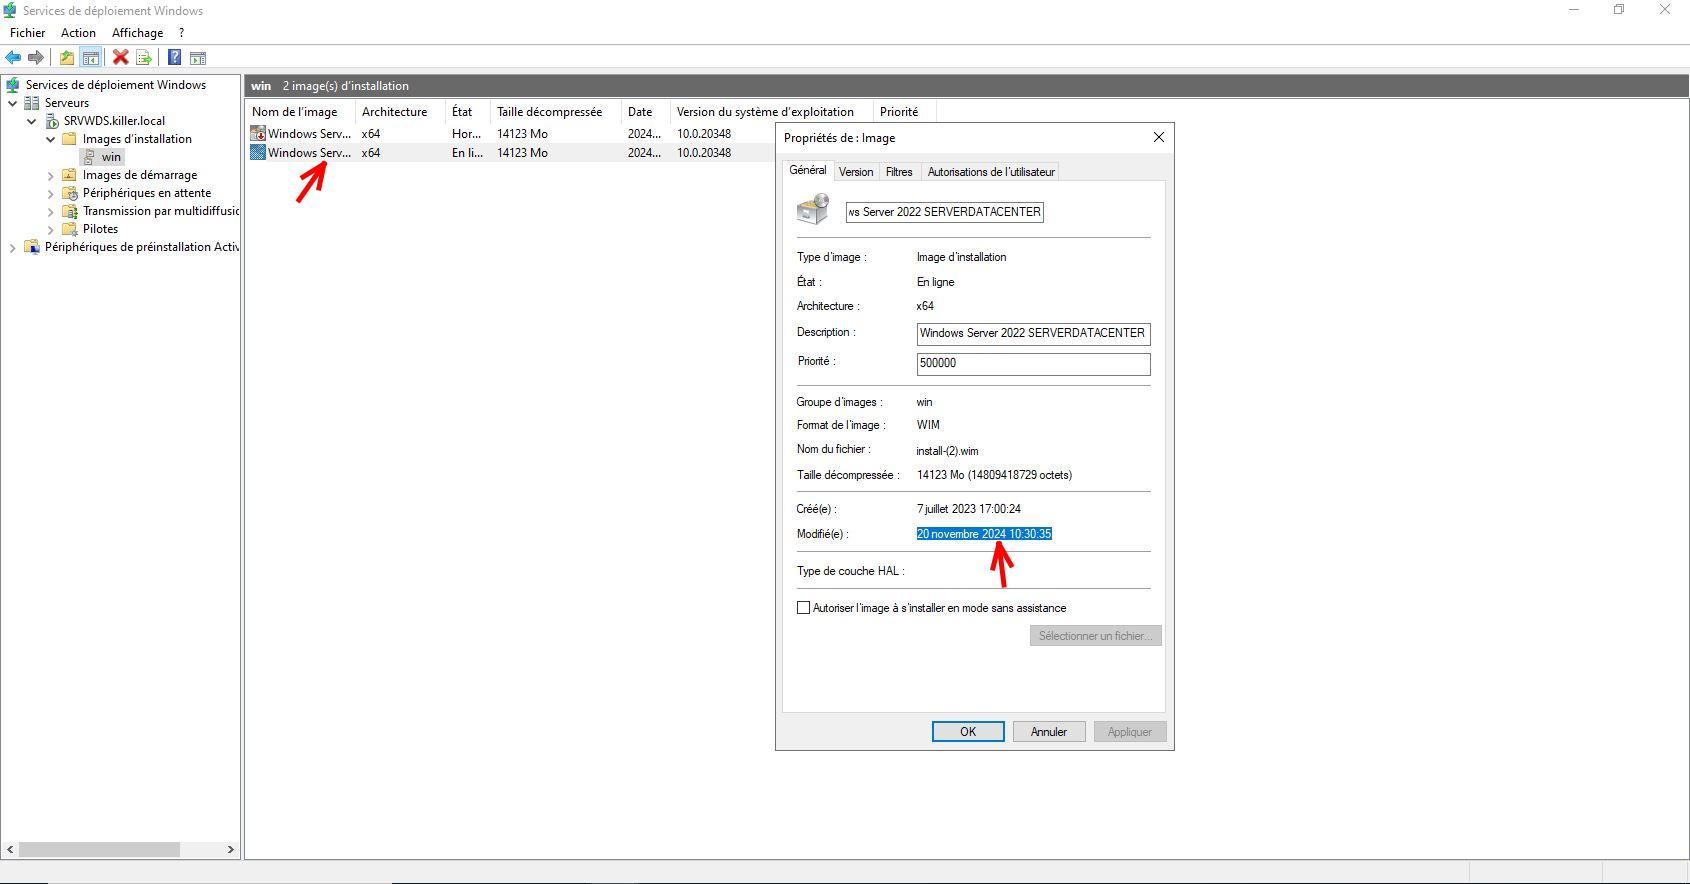 Services de déploiement Windows
Fichier Action Affichage ?
Services de déploiement Windows
Serveurs
SRVWDS.killer.local
Images d'installation
win
Images de démarrage
Périphériques en attente
Transmission par multidiffusic
Pilotes
Périphériques de préinstallation Activ
win 2 image(s) d'installation
Nom de l'image Architecture État Taille décompressée Date Version du système d'exploitation Priorité
Windows Serv... x64 Hor... 14123 Mo 2024... 10.0.20348
Windows Serv... x64 En li... 14123 Mo 2024... 10.0.20348
Propriétés de : Image
Général Version Filtres Autorisations de l'utilisateur
ws Server 2022 SERVERDATACENTER
Type d'image : Image d'installation
État : En ligne
Architecture : x64
Description : Windows Server 2022 SERVERDATACENTER
Priorité : 500000
Groupe d'images : win
Format de l'image : WIM
Nom du fichier : install-(2).wim
Taille décompressée : 14123 Mo (14809418729 octets)
Créé(e) : 7 juillet 2023 17:00:24
Modifié(e) : 20 novembre 2024 10:30:35
Type de couche HAL :
Autoriser l'image à s'installer en mode sans assistance
Sélectionner un fichier...
OK Annuler Appliquer